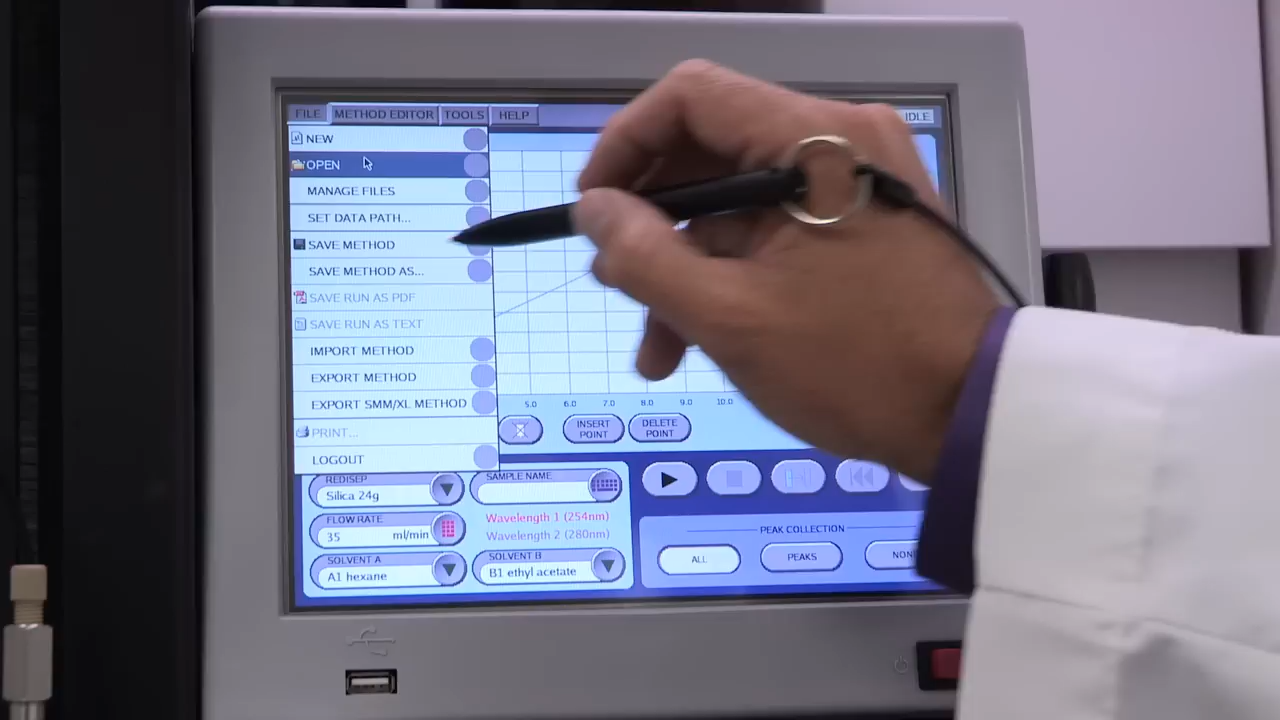 FILE METHOD EDITOR TOOLS HELP IDLE
NEW
OPEN
MANAGE FILES
SET DATA PATH...
SAVE METHOD
SAVE METHOD AS...
SAVE RUN AS PDF
SAVE RUN AS TEXT
IMPORT METHOD
EXPORT METHOD
EXPORT SMM/XL METHOD
PRINT...
LOGOUT
5.0 6.0 7.0 8.0 9.0 10.0
INSERT POINT
DELETE POINT
REDISEP
Silica 24g
SAMPLE NAME
FLOW RATE
35 ml/min
Wavelength 1 (254nm)
Wavelength 2 (280nm)
SOLVENT A
A1 hexane
SOLVENT B
B1 ethyl acetate
PEAK COLLECTION
ALL PEAKS